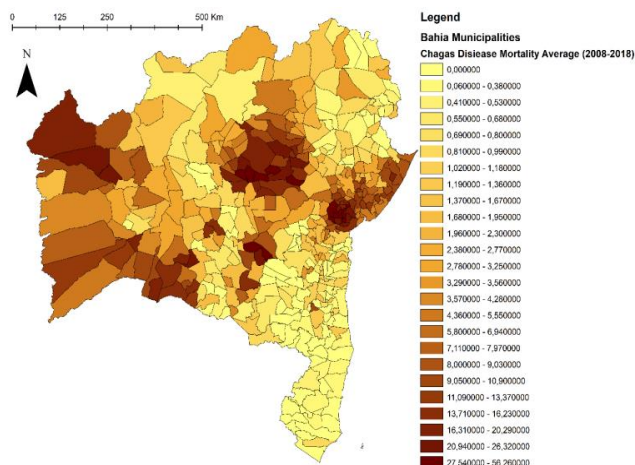 0 125 250 500 Km
N
Legend
Bahia Municipalities
Chagas Disiease Mortality Average (2008-2018)
0,000000
0,060000 - 0,380000
0,410000 - 0,530000
0,550000 - 0,680000
0,690000 - 0,800000
0,810000 - 0,990000
1,020000 - 1,180000
1,190000 - 1,360000
1,370000 - 1,670000
1,680000 - 1,950000
1,960000 - 2,300000
2,380000 - 2,770000
2,780000 - 3,250000
3,290000 - 3,560000
3,570000 - 4,280000
4,360000 - 5,550000
5,800000 - 6,940000
7,110000 - 7,970000
8,000000 - 9,030000
9,050000 - 10,900000
11,090000 - 13,370000
13,710000 - 16,230000
16,310000 - 20,290000
20,940000 - 26,320000
27,540000 - 56,260000